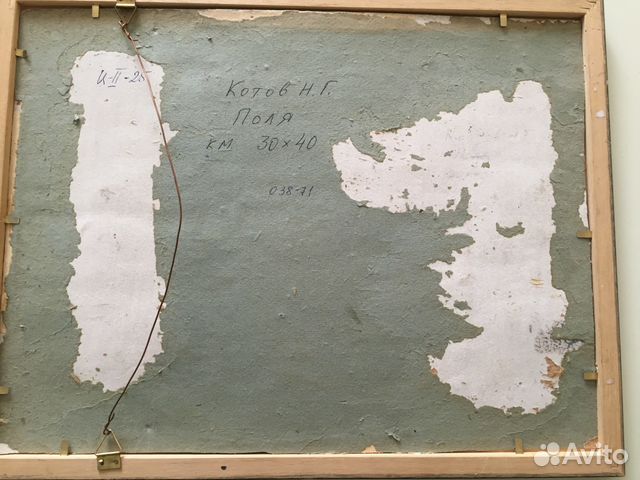 И-II-25
Котов Н.Г.
Поля
КМ 30×40
038-71
Avito